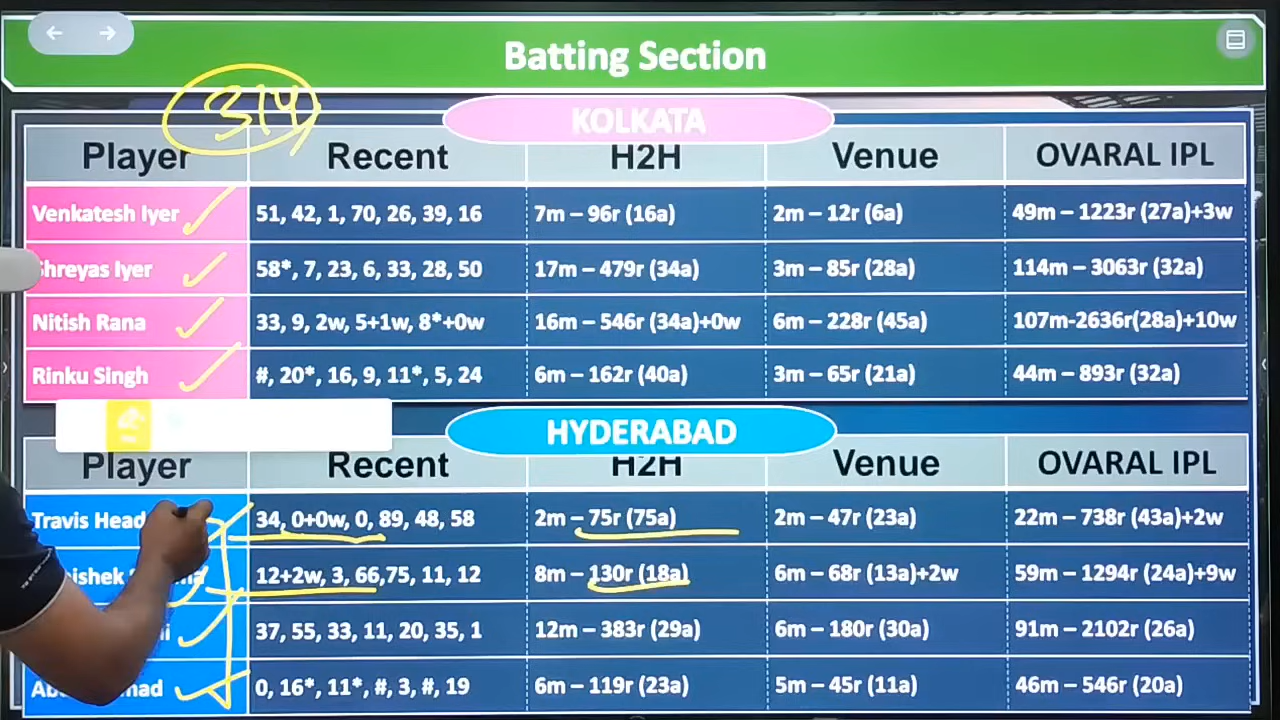 Batting Section
314
KOLKATA
Player Recent H2H Venue OVARAL IPL
Venkatesh Iyer 51, 42, 1, 70, 26, 39, 16 7m – 96r (16a) 2m – 12r (6a) 49m – 1223r (27a)+3w
Shreyas Iyer 58*, 7, 23, 6, 33, 28, 50 17m – 479r (34a) 3m – 85r (28a) 114m – 3063r (32a)
Nitish Rana 33, 9, 2w, 5+1w, 8*+0w 16m – 546r (34a)+0w 6m – 228r (45a) 107m-2636r(28a)+10w
Rinku Singh #, 20*, 16, 9, 11*, 5, 24 6m – 162r (40a) 3m – 65r (21a) 44m – 893r (32a)
HYDERABAD
Player Recent H2H Venue OVARAL IPL
Travis Head 34, 0+0w, 0, 89, 48, 58 2m – 75r (75a) 2m – 47r (23a) 22m – 738r (43a)+2w
12+2w, 3, 66,75, 11, 12 8m – 130r (18a) 6m – 68r (13a)+2w 59m – 1294r (24a)+9w
37, 55, 33, 11, 20, 35, 1 12m – 383r (29a) 6m – 180r (30a) 91m – 2102r (26a)
0, 16*, 11*, #, 3, #, 19 6m – 119r (23a) 5m – 45r (11a) 46m – 546r (20a)